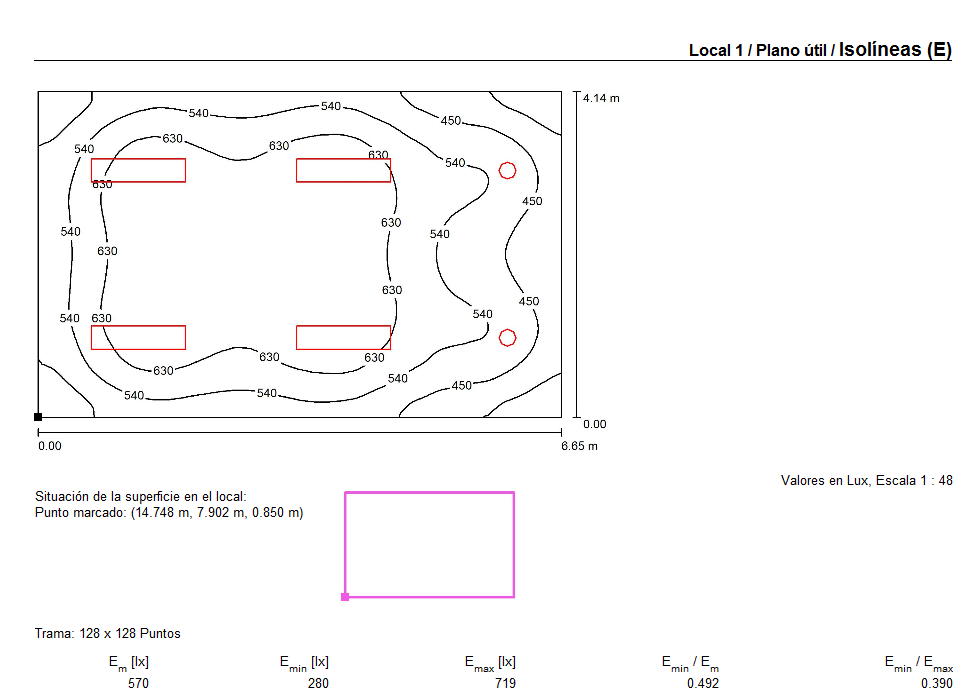 Local 1 / Plano útil / Isolíneas (E)
4.14 m
540 540
450
630
630
540 630
540
630
450
630
540 540
630
630 630
450
540
540 630
630 630 630
540
450
540 540
0.00
0.00 6.65 m
Valores en Lux, Escala 1 : 48
Situación de la superficie en el local:
Punto marcado: (14.748 m, 7.902 m, 0.850 m)
Trama: 128 x 128 Puntos
Em [lx] Emin [lx] Emax [lx] Emin / Em Emin / Emax
570 280 719 0.492 0.390